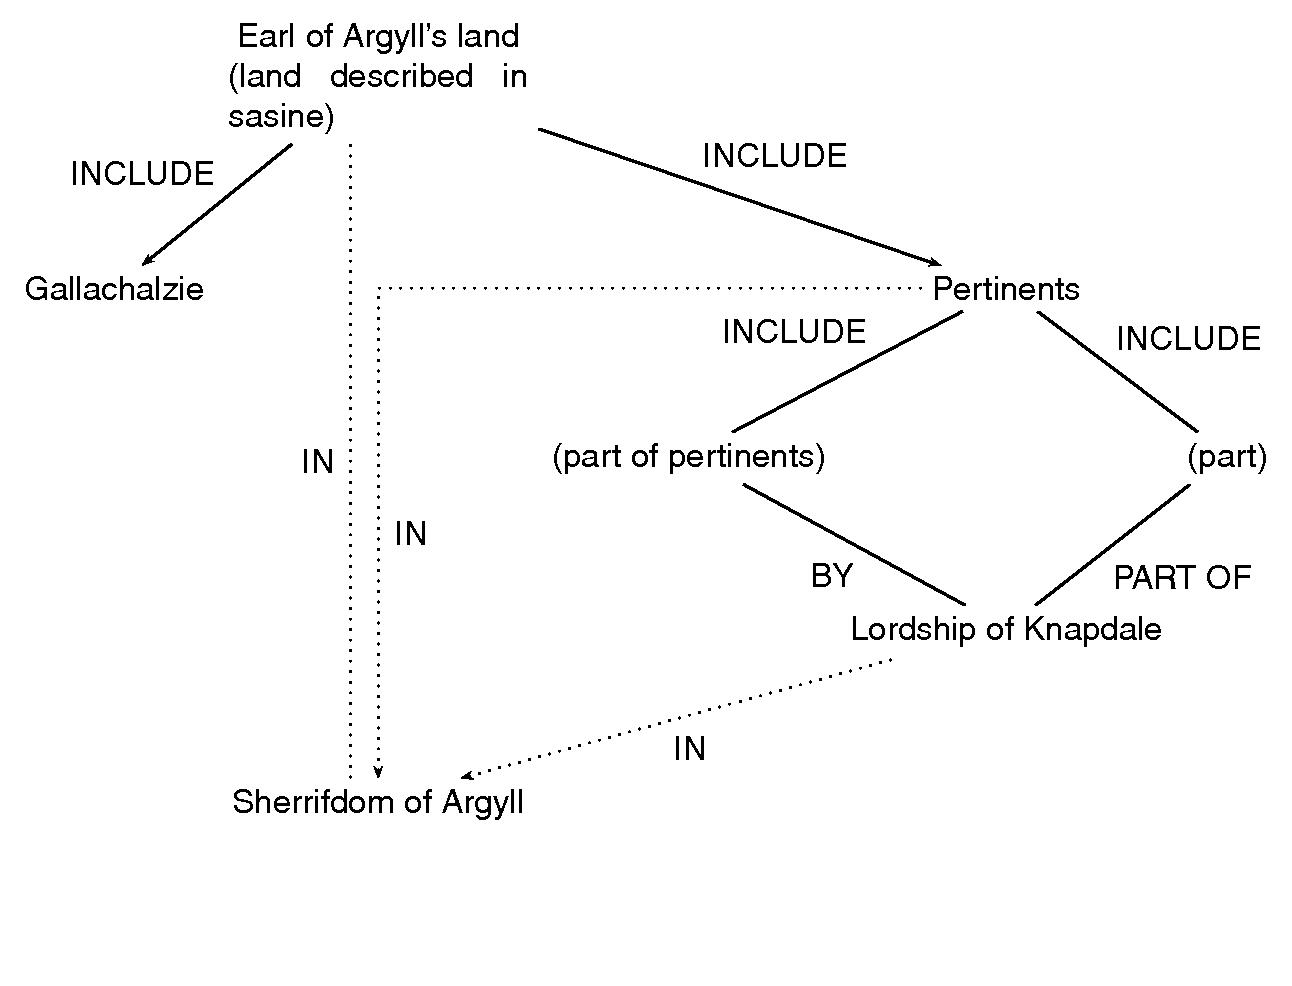 Earl of Argyll's land
(land described in
sasine)
INCLUDE
INCLUDE
Gallachalzie
Pertinents
INCLUDE
INCLUDE
(part of pertinents)
(part)
IN
IN
BY
PART OF
Lordship of Knapdale
IN
Sherrifdom of Argyll